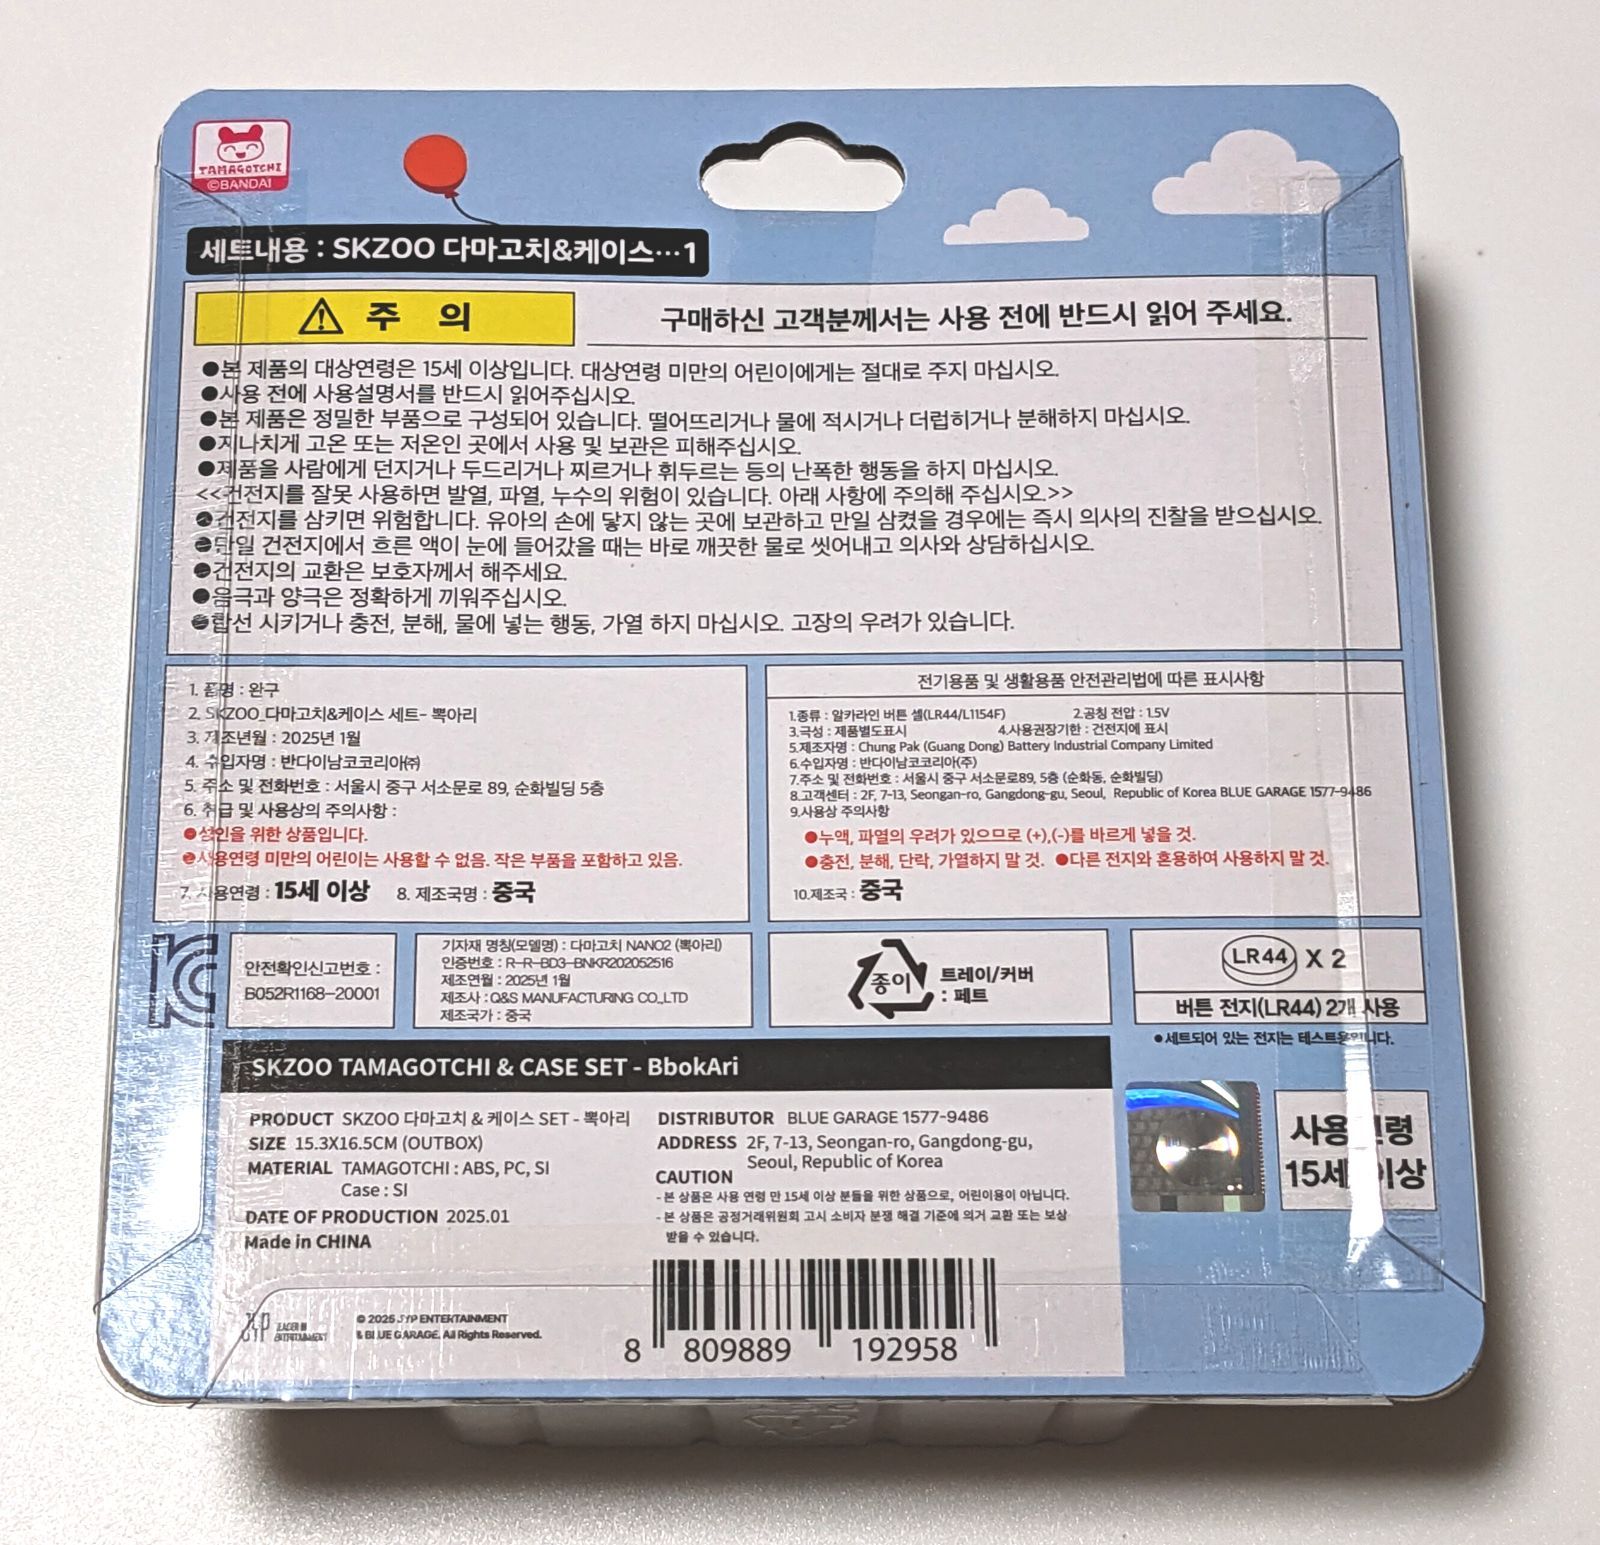 TAMAGOTCHI
©BANDAI
세트내용 : SKZOO 다마고치&케이스…1
주 의
구매하신 고객분께서는 사용 전에 반드시 읽어 주세요.
●본 제품의 대상연령은 15세 이상입니다. 대상연령 미만의 어린이에게는 절대로 주지 마십시오.
●사용 전에 사용설명서를 반드시 읽어주십시오.
●본 제품은 정밀한 부품으로 구성되어 있습니다. 떨어뜨리거나 물에 적시거나 더럽히거나 분해하지 마십시오.
●지나치게 고온 또는 저온인 곳에서 사용 및 보관은 피해주십시오.
●제품을 사람에게 던지거나 두드리거나 찌르거나 휘두르는 등의 난폭한 행동을 하지 마십시오.
<<건전지를 잘못 사용하면 발열, 파열, 누수의 위험이 있습니다. 아래 사항에 주의해 주십시오.>>
●건전지를 삼키면 위험합니다. 유아의 손에 닿지 않는 곳에 보관하고 만일 삼켰을 경우에는 즉시 의사의 진찰을 받으십시오.
●만일 건전지에서 흐른 액이 눈에 들어갔을 때는 바로 깨끗한 물로 씻어내고 의사와 상담하십시오.
●건전지의 교환은 보호자께서 해주세요.
●음극과 양극은 정확하게 끼워주십시오.
●합선 시키거나 충전, 분해, 물에 넣는 행동, 가열 하지 마십시오. 고장의 우려가 있습니다.
1. 품명 : 완구
2. SKZOO_다마고치&케이스 세트- 뽁아리
3. 제조년월 : 2025년 1월
4. 수입자명 : 반다이남코코리아㈜
5. 주소 및 전화번호 : 서울시 중구 서소문로 89, 순화빌딩 5층
6. 취급 및 사용상의 주의사항 :
●성인을 위한 상품입니다.
●사용연령 미만의 어린이는 사용할 수 없음. 작은 부품을 포함하고 있음.
7. 사용연령 : 15세 이상 8. 제조국명 : 중국
전기용품 및 생활용품 안전관리법에 따른 표시사항
1.종류 : 알카라인 버튼 셀(LR44/L1154F) 2.공칭 전압 : 1.5V
3.극성 : 제품별도표시 4.사용권장기한 : 건전지에 표시
5.제조자명 : Chung Pak (Guang Dong) Battery Industrial Company Limited
6.수입자명 : 반다이남코코리아(주)
7.주소 및 전화번호 : 서울시 중구 서소문로89, 5층 (순화동, 순화빌딩)
8.고객센터 : 2F, 7-13, Seongan-ro, Gangdong-gu, Seoul, Republic of Korea BLUE GARAGE 1577-9486
9.사용상 주의사항
●누액, 파열의 우려가 있으므로 (+),(-)를 바르게 넣을 것.
●충전, 분해, 단락, 가열하지 말 것. ●다른 전지와 혼용하여 사용하지 말 것.
10.제조국 : 중국
안전확인신고번호 :
B052R1168-20001
기자재 명칭(모델명) : 다마고치 NANO2 (뽁아리)
인증번호 : R-R-BD3-BNKR202052516
제조연월 : 2025년 1월
제조사 : Q&S MANUFACTURING CO.,LTD
제조국가 : 중국
종이
트레이/커버
: 페트
LR44 X 2
버튼 전지(LR44) 2개 사용
●세트되어 있는 전지는 테스트용입니다.
SKZOO TAMAGOTCHI & CASE SET - BbokAri
PRODUCT SKZOO 다마고치 & 케이스 SET - 뽁아리
SIZE 15.3X16.5CM (OUTBOX)
MATERIAL TAMAGOTCHI : ABS, PC, SI
Case : SI
DATE OF PRODUCTION 2025.01
Made in CHINA
DISTRIBUTOR BLUE GARAGE 1577-9486
ADDRESS 2F, 7-13, Seongan-ro, Gangdong-gu,
Seoul, Republic of Korea
CAUTION
- 본 상품은 사용 연령 만 15세 이상 분들을 위한 상품으로, 어린이용이 아닙니다.
- 본 상품은 공정거래위원회 고시 소비자 분쟁 해결 기준에 의거 교환 또는 보상
받을 수 있습니다.
사용연령
15세 이상
JYP LEADER IN
ENTERTAINMENT
© 2025 JYP ENTERTAINMENT
& BLUE GARAGE. All Rights Reserved.
8 809889 192958